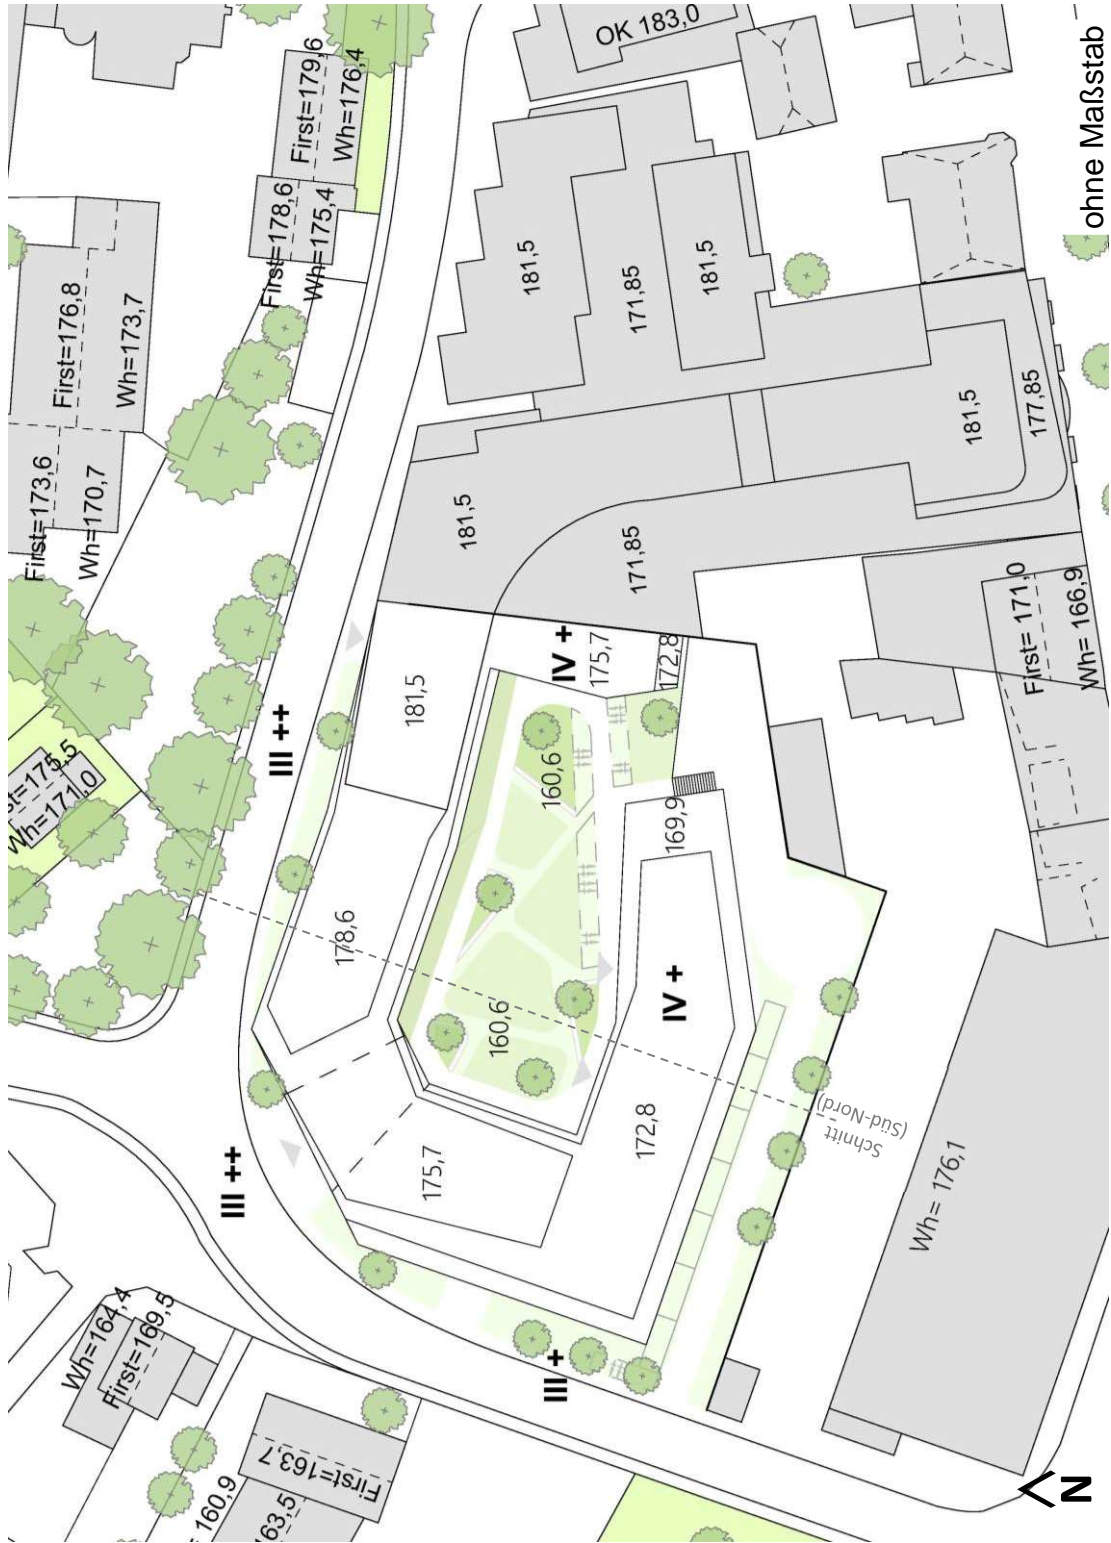 OK 183,0
First=179,6
Wh=176,4
First=178,6
Wh=175,4
First=176,8
Wh=173,7
First=173,6
Wh=170,7
181,5
171,85
181,5
181,5
177,85
181,5
171,85
ohne Maßstab
First= 171,0
Wh= 166,9
III ++
IV +
175,7
172,8
181,5
160,6
169,9
st=175,5
Wh=171,0
178,6
160,6
IV +
172,8
175,7
III ++
Schnitt
(Süd-Nord)
Wh= 176,1
III +
Wh=164,4
First=169,5
First=163,7
163,5
= 160,9
N